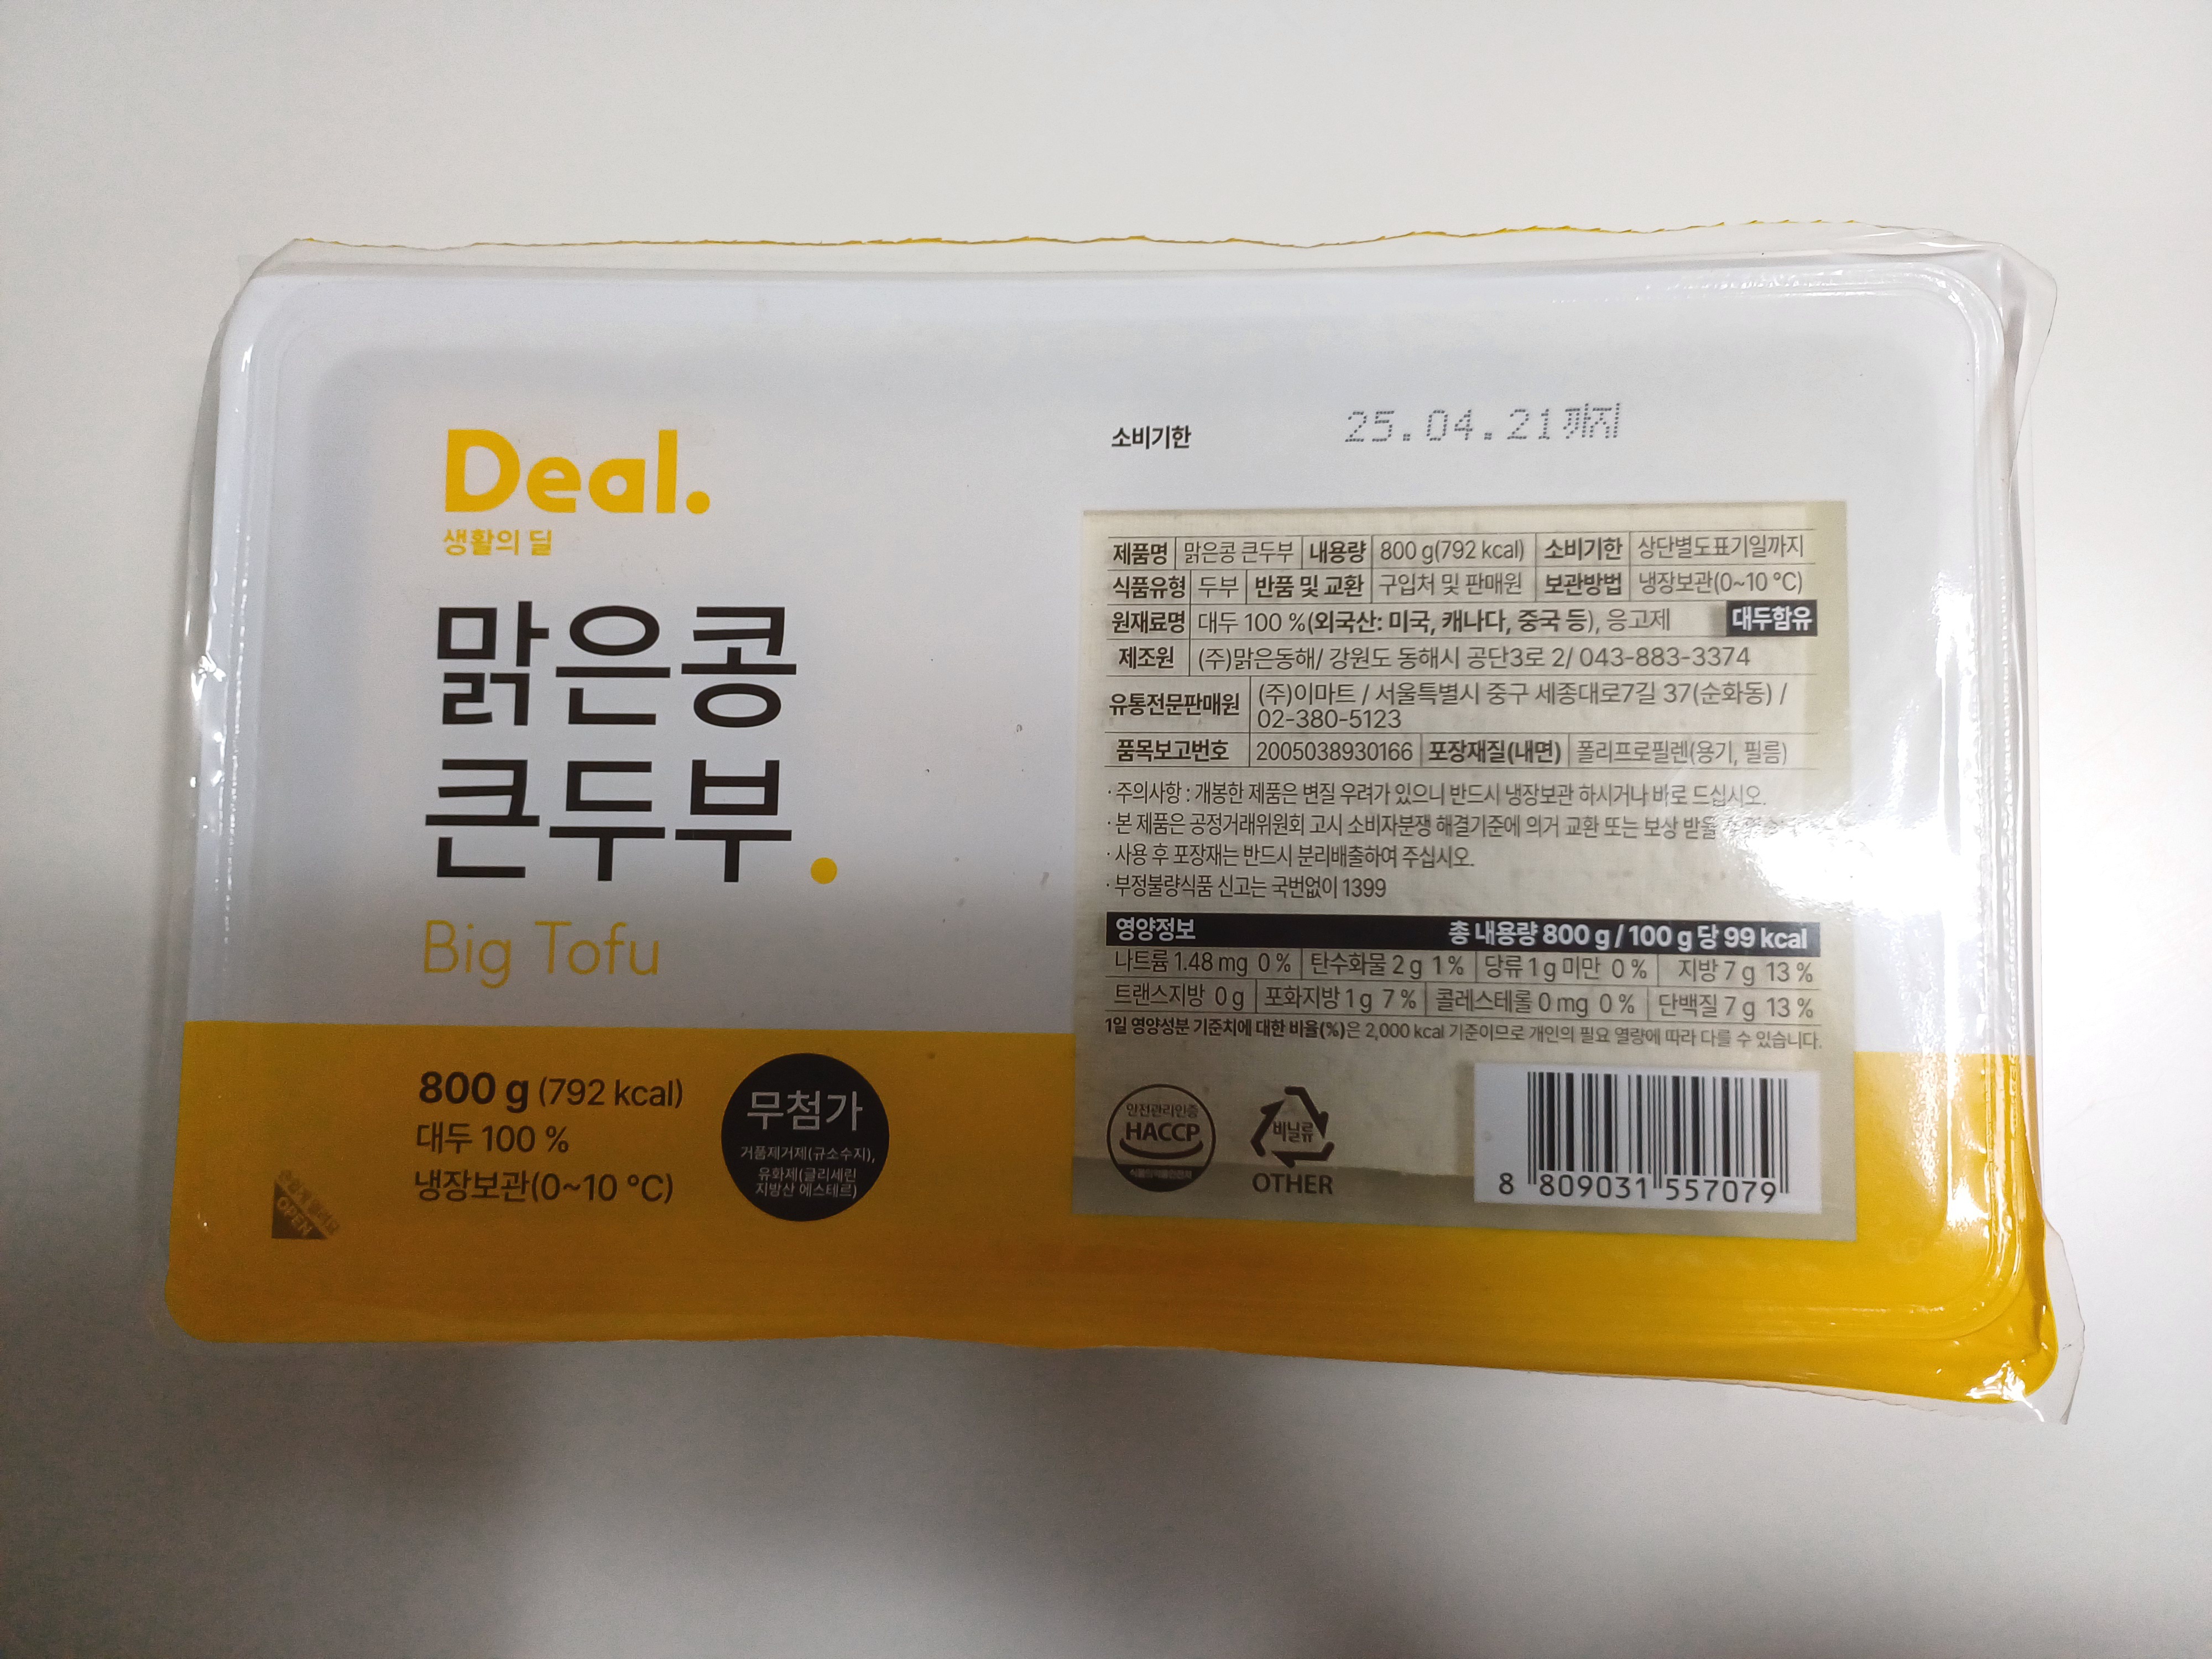 Deal.
생활의 딜
맑은콩
큰두부.
Big Tofu
800 g (792 kcal)
대두 100 %
냉장보관(0~10 °C)
무첨가
거품제거제(규소수지),
유화제(글리세린
지방산 에스테르)
OPEN
소비기한 25.04.21까지
제품명 맑은콩 큰두부 내용량 800 g(792 kcal) 소비기한 상단별도표기일까지
식품유형 두부 반품 및 교환 구입처 및 판매원 보관방법 냉장보관(0~10 °C)
원재료명 대두 100 %(외국산: 미국, 캐나다, 중국 등), 응고제 대두함유
제조원 (주)맑은동해/ 강원도 동해시 공단3로 2/ 043-883-3374
유통전문판매원 (주)이마트 / 서울특별시 중구 세종대로7길 37(순화동) /
02-380-5123
품목보고번호 2005038930166 포장재질(내면) 폴리프로필렌(용기, 필름)
· 주의사항 : 개봉한 제품은 변질 우려가 있으니 반드시 냉장보관 하시거나 바로 드십시오.
· 본 제품은 공정거래위원회 고시 소비자분쟁 해결기준에 의거 교환 또는 보상 받을
· 사용 후 포장재는 반드시 분리배출하여 주십시오.
· 부정불량식품 신고는 국번없이 1399
영양정보 총 내용량 800 g / 100 g 당 99 kcal
나트륨 1.48 mg 0 % 탄수화물 2 g 1 % 당류 1 g 미만 0 % 지방 7 g 13 %
트랜스지방 0 g 포화지방 1 g 7 % 콜레스테롤 0 mg 0 % 단백질 7 g 13 %
1일 영양성분 기준치에 대한 비율(%)은 2,000 kcal 기준이므로 개인의 필요 열량에 따라 다를 수 있습니다.
안전관리인증
HACCP
비닐류
OTHER
8 809031 557079